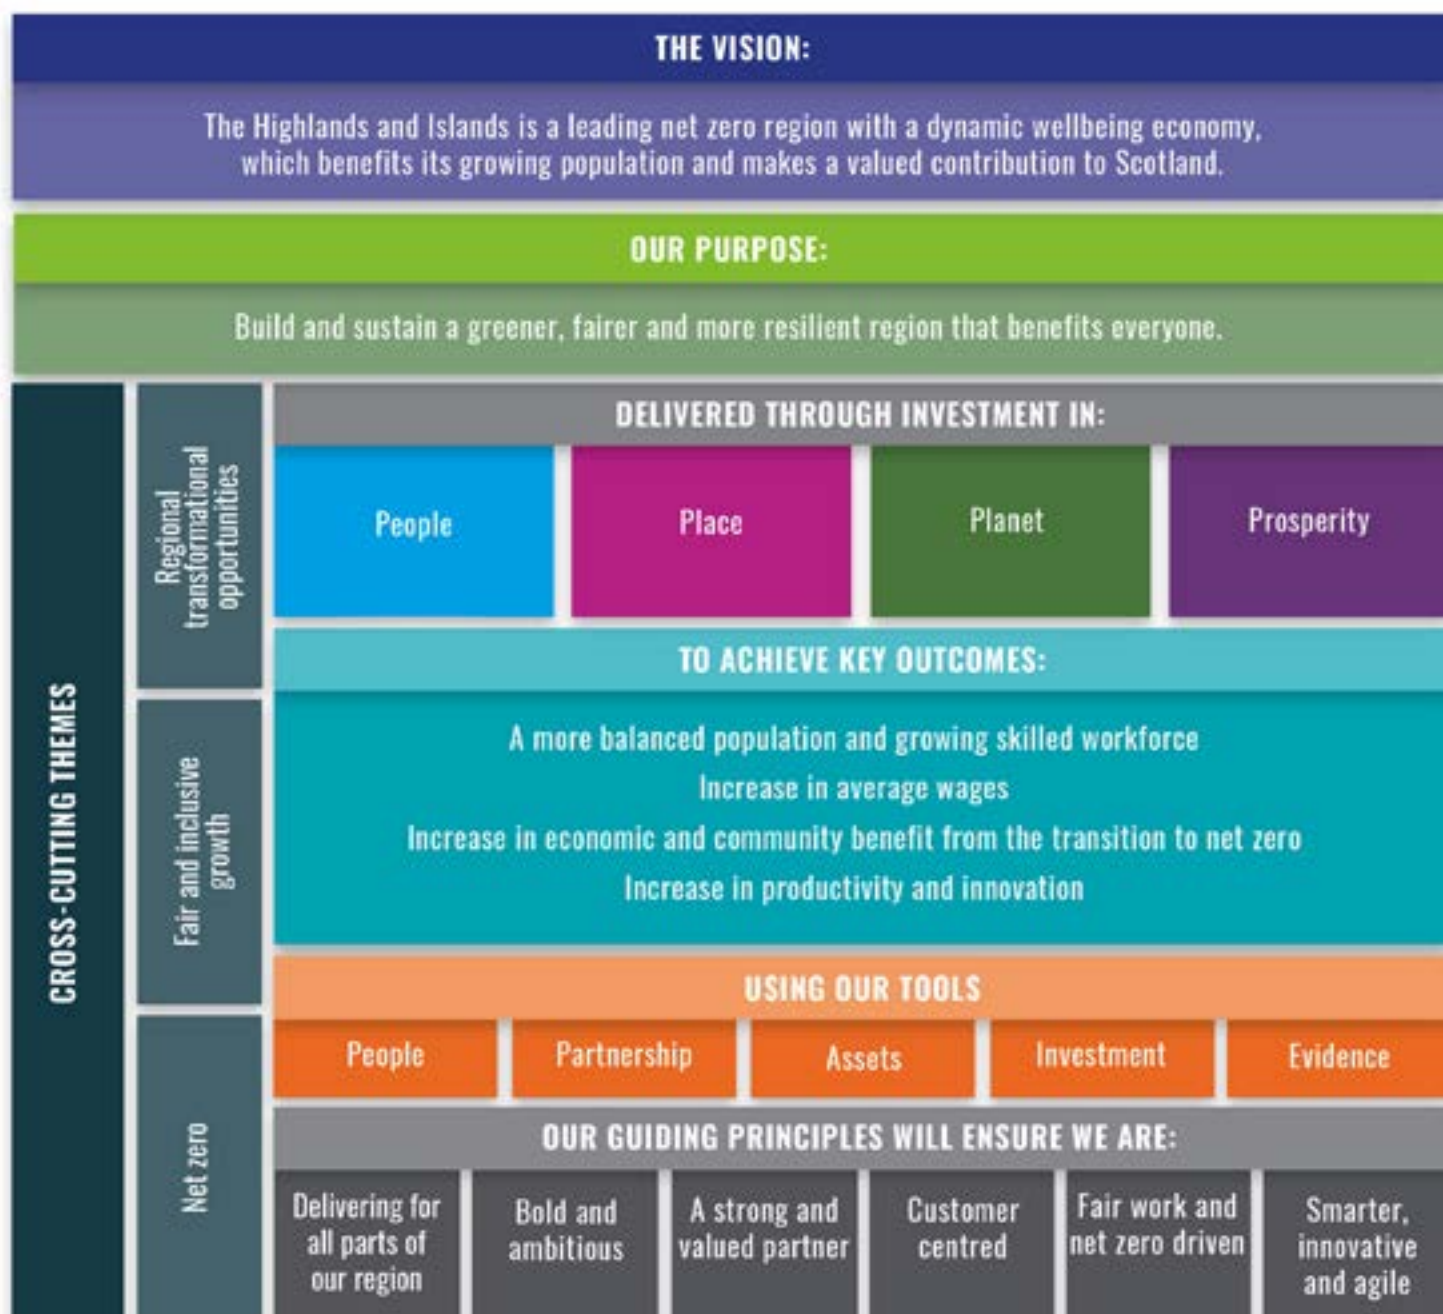 THE VISION:
The Highlands and Islands is a leading net zero region with a dynamic wellbeing economy,
which benefits its growing population and makes a valued contribution to Scotland.
OUR PURPOSE:
Build and sustain a greener, fairer and more resilient region that benefits everyone.
CROSS-CUTTING THEMES
Regional
transformational
opportunities
Fair and inclusive
growth
Net zero
DELIVERED THROUGH INVESTMENT IN:
People
Place
Planet
Prosperity
TO ACHIEVE KEY OUTCOMES:
A more balanced population and growing skilled workforce
Increase in average wages
Increase in economic and community benefit from the transition to net zero
Increase in productivity and innovation
USING OUR TOOLS
People
Partnership
Assets
Investment
Evidence
OUR GUIDING PRINCIPLES WILL ENSURE WE ARE:
Delivering for
all parts of
our region
Bold and
ambitious
A strong and
valued partner
Customer
centred
Fair work and
net zero driven
Smarter,
innovative
and agile